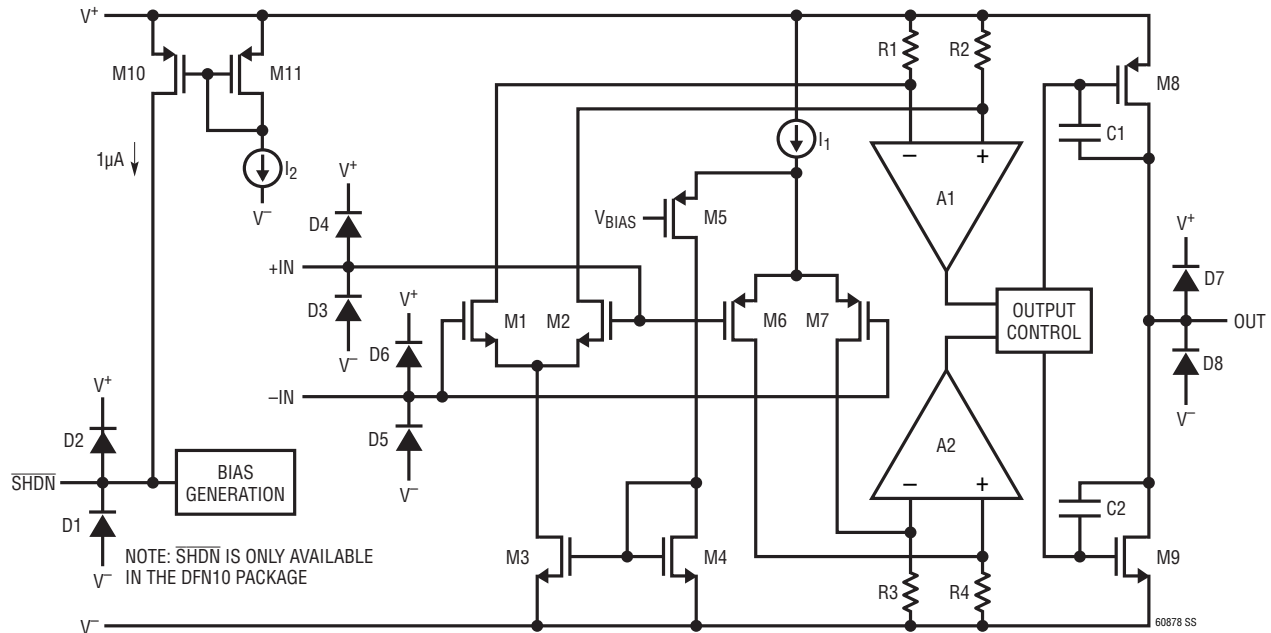 V+
M10
M11
R1
R2
M8
C1
1µA
I2
V–
I1
V+
D4
VBIAS
M5
A1
V+
D7
+IN
V+
D3
M1
M2
M6
M7
OUTPUT
CONTROL
OUT
V–
D6
D8
–IN
V–
V+
D5
A2
D2
V–
SHDN
BIAS
GENERATION
C2
D1
NOTE: SHDN IS ONLY AVAILABLE
IN THE DFN10 PACKAGE
V–
M3
M4
M9
R3
R4
V–
60878 SS
–
+
–
+